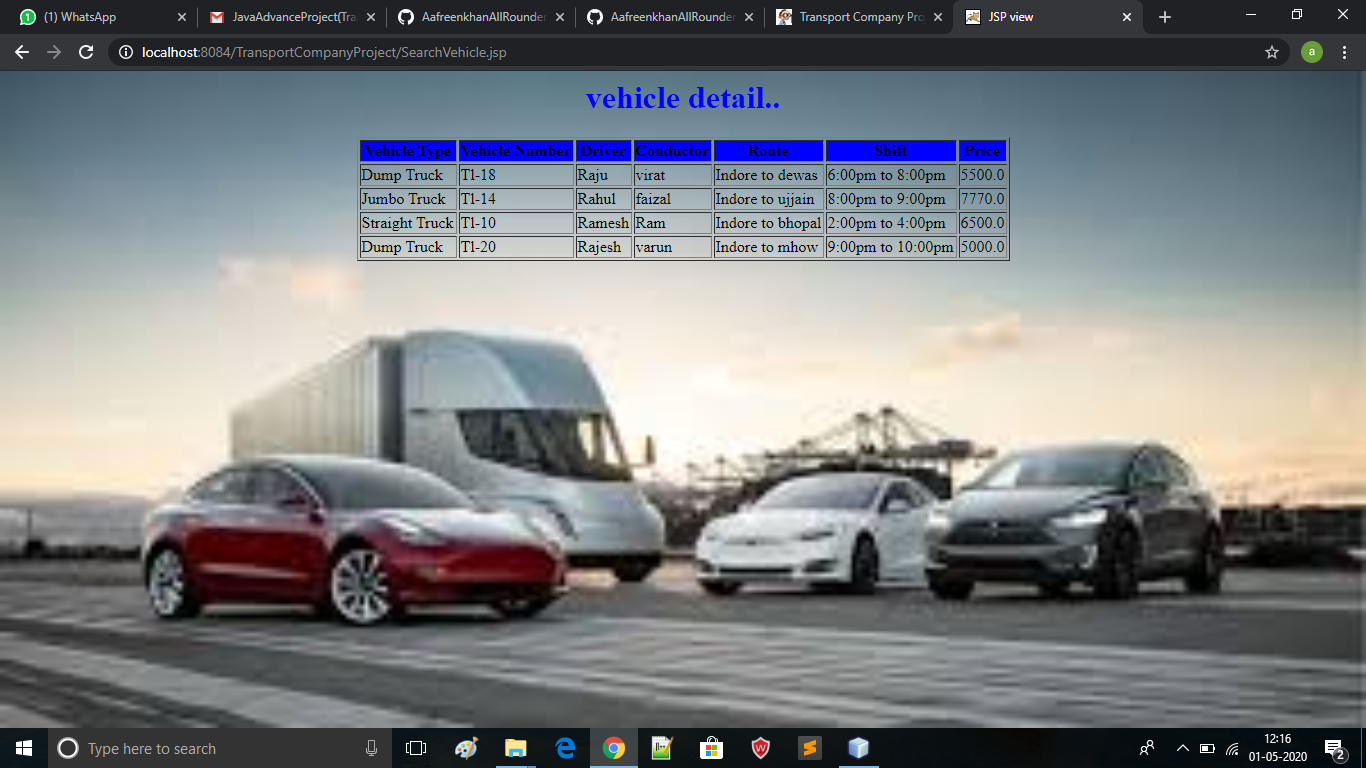 (1) WhatsApp
JavaAdvanceProject(Tra
AafreenkhanAllRounder
AafreenkhanAllRounder
Transport Company Pro
JSP view
localhost:8084/TransportCompanyProject/SearchVehicle.jsp
a
vehicle detail..
Vehicle Type Vehicle Number Driver Conductor Route Shift Price
Dump Truck Tl-18 Raju virat Indore to dewas 6:00pm to 8:00pm 5500.0
Jumbo Truck Tl-14 Rahul faizal Indore to ujjain 8:00pm to 9:00pm 7770.0
Straight Truck Tl-10 Ramesh Ram Indore to bhopal 2:00pm to 4:00pm 6500.0
Dump Truck Tl-20 Rajesh varun Indore to mhow 9:00pm to 10:00pm 5000.0
Type here to search
12:16
01-05-2020
2